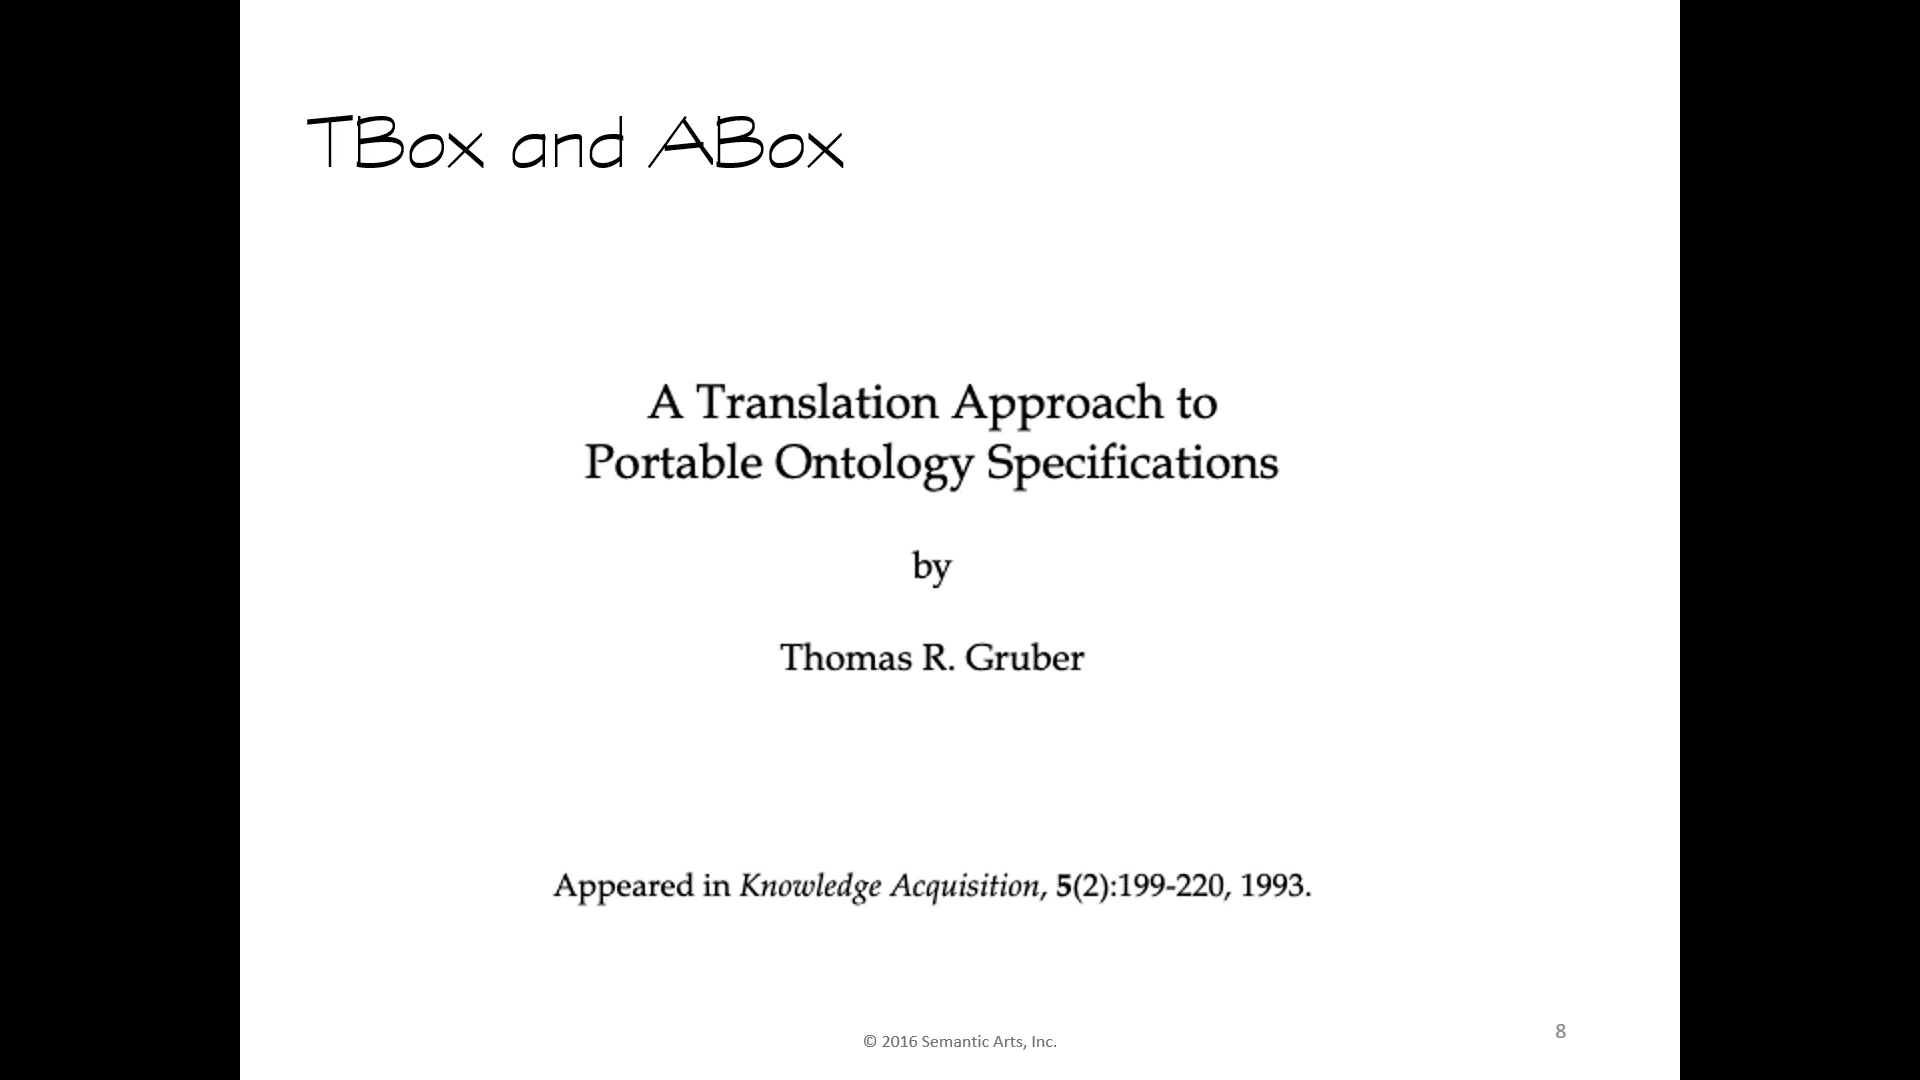 TBox and ABox
A Translation Approach to
Portable Ontology Specifications
by
Thomas R. Gruber
Appeared in Knowledge Acquisition, 5(2):199-220, 1993.
© 2016 Semantic Arts, Inc.
8